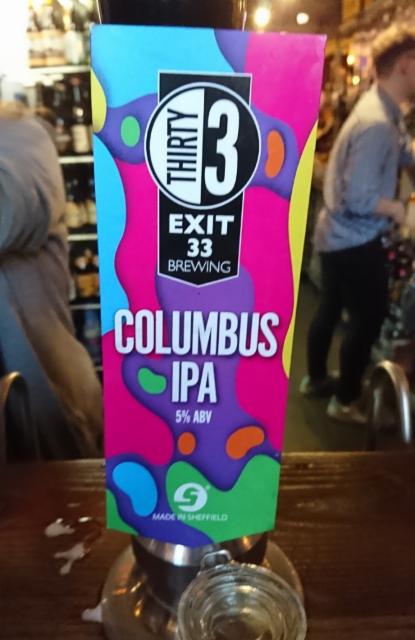 THIRTY 3
EXIT
33
BREWING
COLUMBUS
IPA
5% ABV
S
MADE IN SHEFFIELD